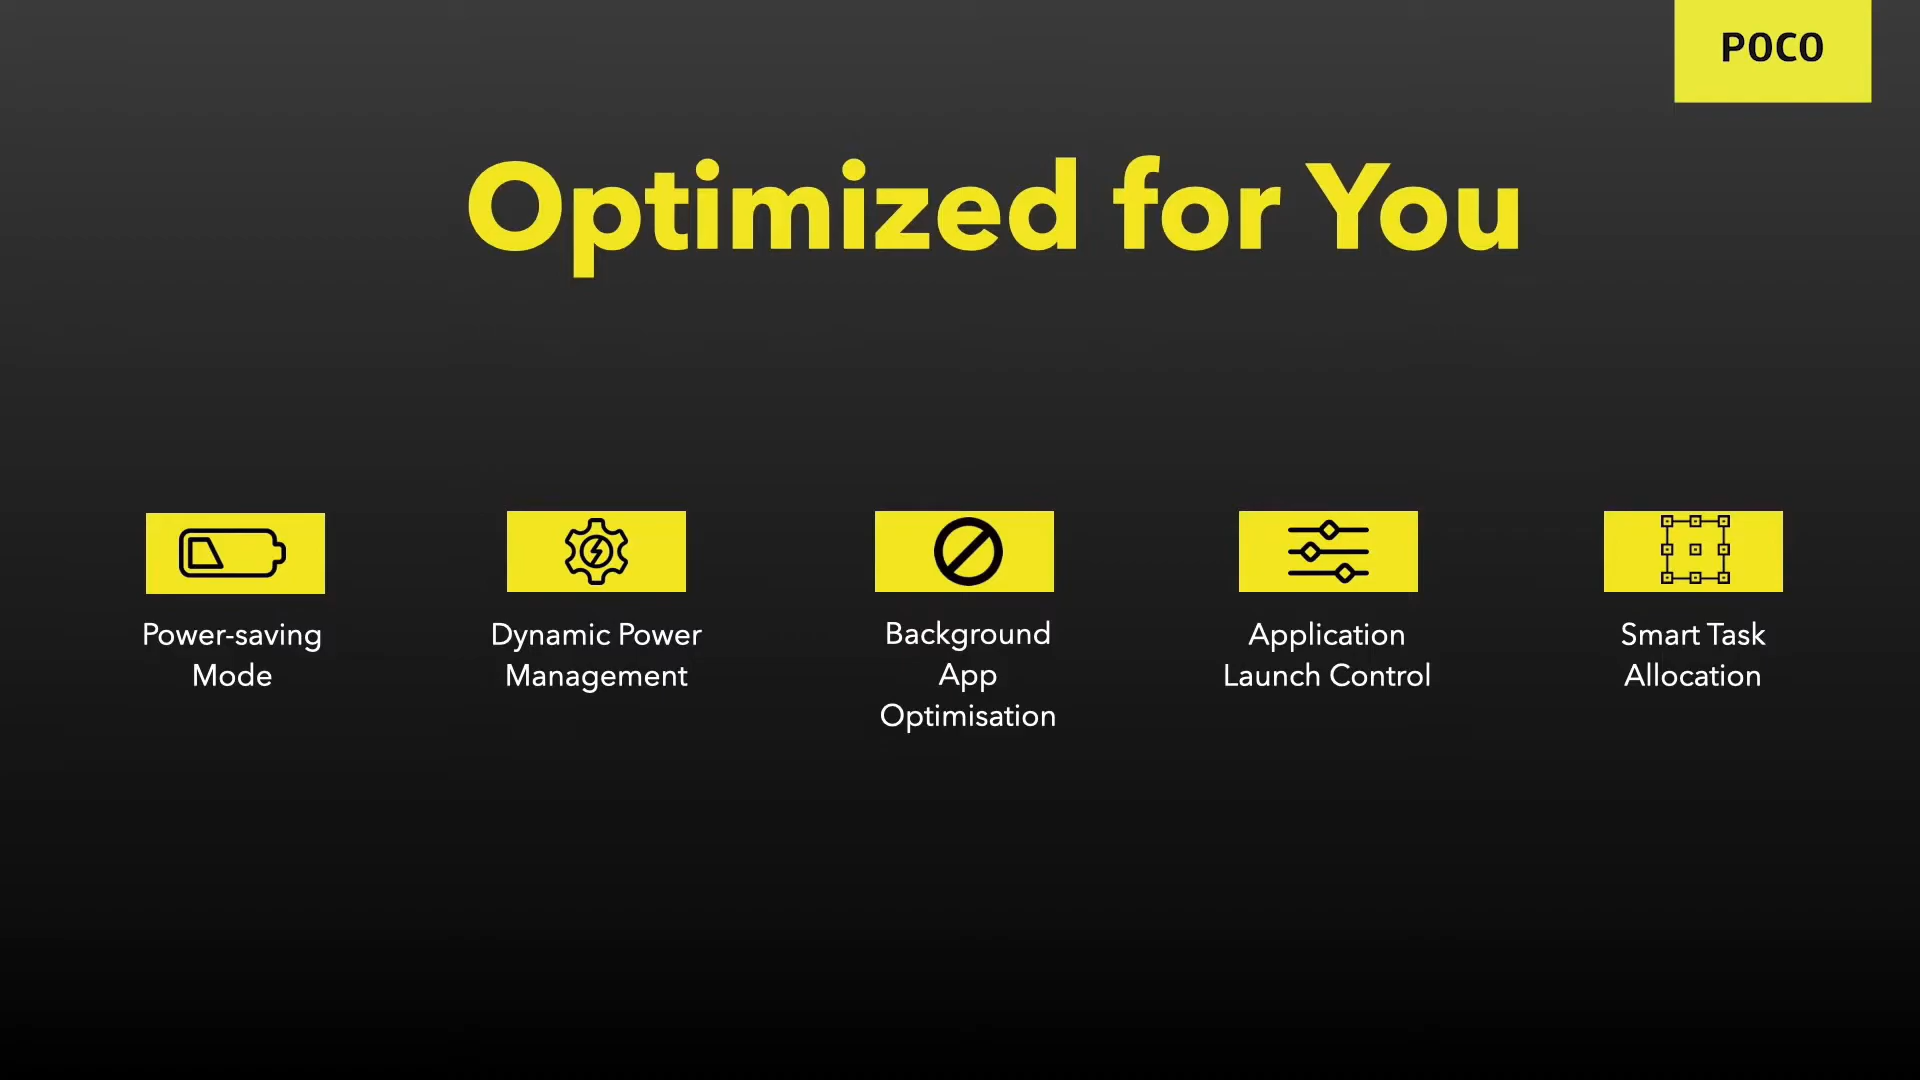 POCO
Optimized for You
Power-saving
Mode
Dynamic Power
Management
Background
App
Optimisation
Application
Launch Control
Smart Task
Allocation